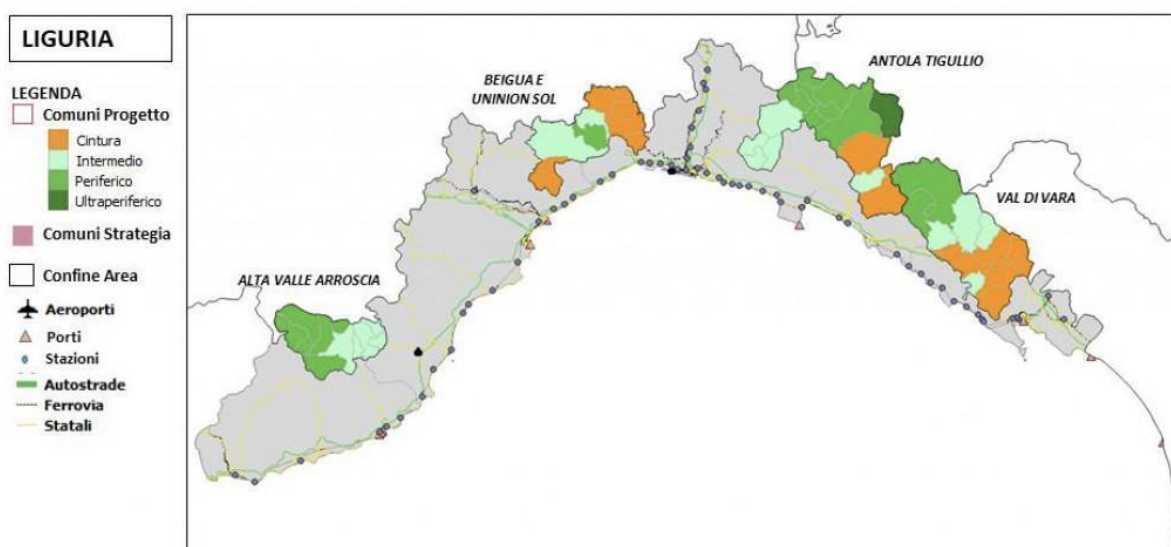 LIGURIA
LEGENDA
Comuni Progetto
Cintura
Intermedio
Periferico
Ultraperiferico
Comuni Strategia
Confine Area
Aeroporti
Porti
Stazioni
Autostrade
Ferrovia
Statali
ANTOLA TIGULLIO
BEIGUA E
UNINION SOL
VAL DI VARA
ALTA VALLE ARROSCIA